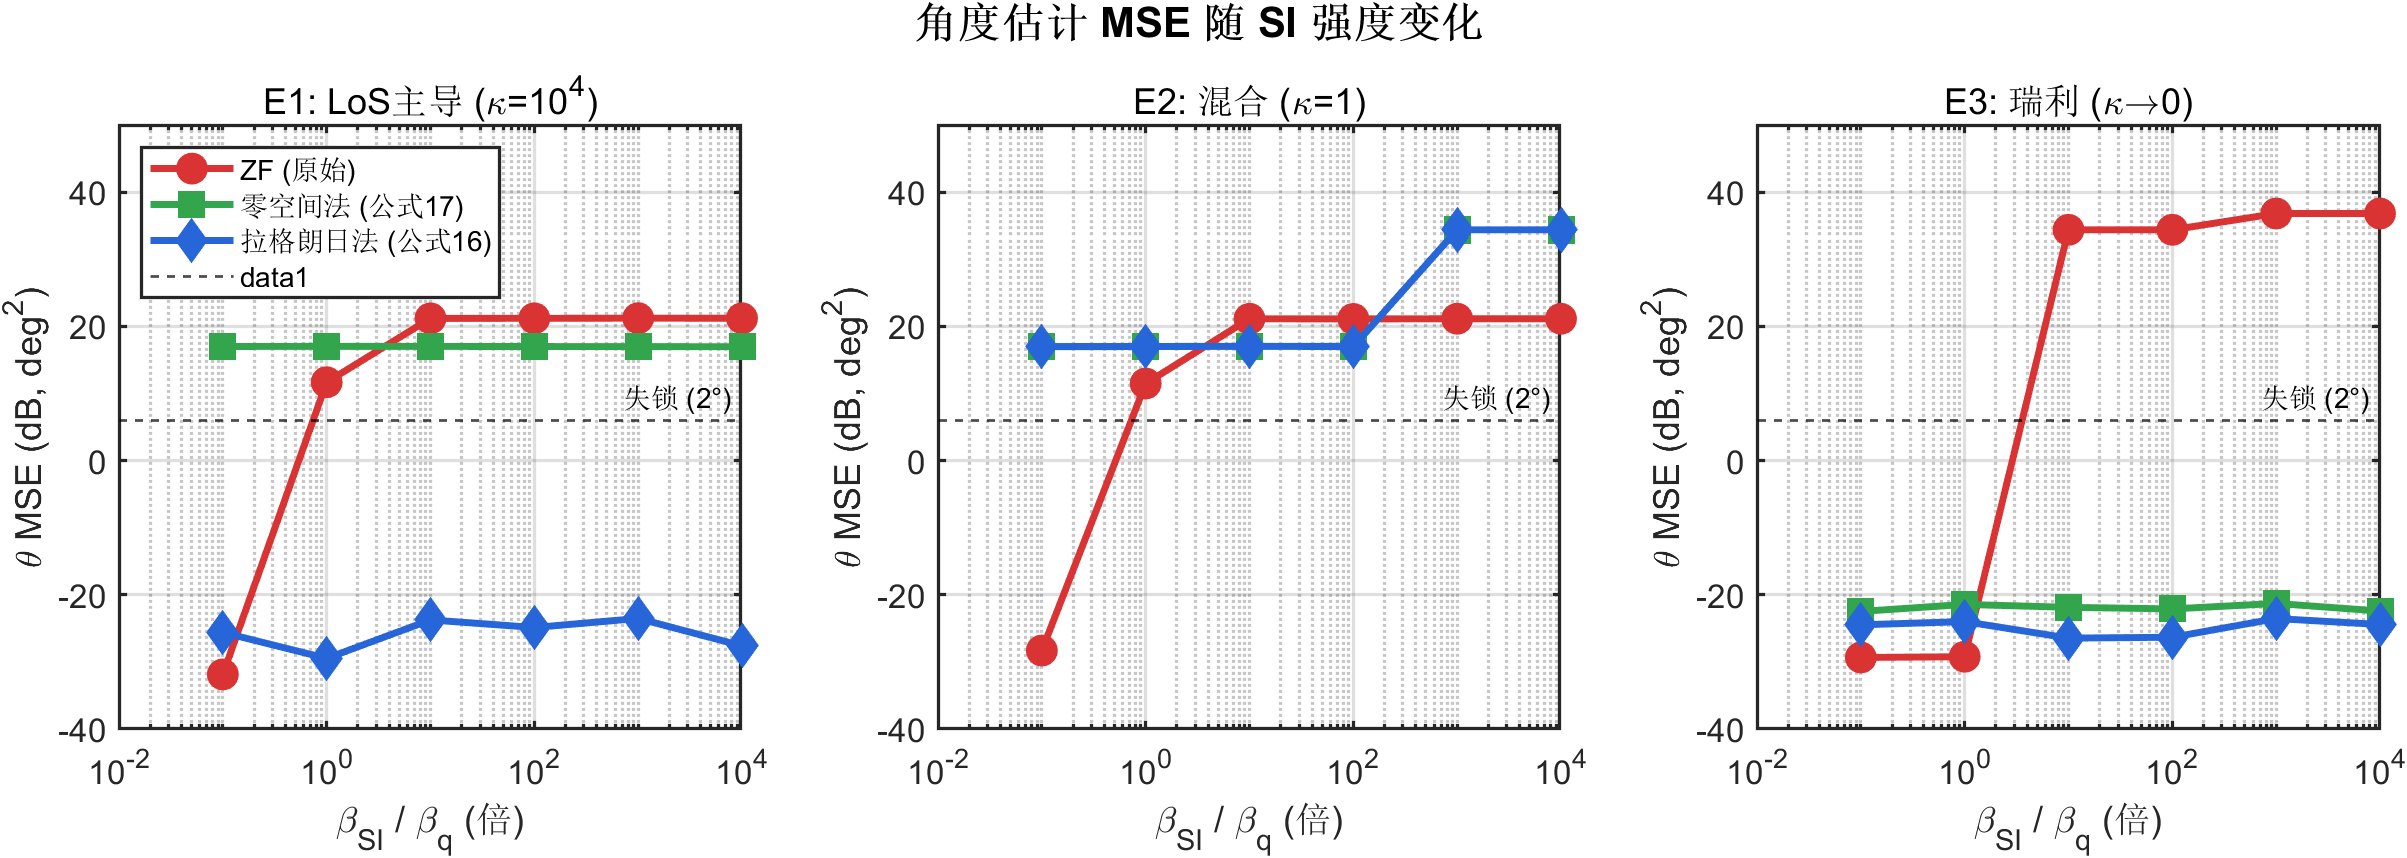 角度估计 MSE 随 SI 强度变化
E1: LoS主导 (κ=10⁴)
ZF (原始)
零空间法 (公式17)
拉格朗日法 (公式16)
data1
失锁 (2°)
θ MSE (dB, deg²)
40
20
0
-20
-40
10⁻²
10⁰
10²
10⁴
β_SI / β_q (倍)
E2: 混合 (κ=1)
失锁 (2°)
θ MSE (dB, deg²)
40
20
0
-20
-40
10⁻²
10⁰
10²
10⁴
β_SI / β_q (倍)
E3: 瑞利 (κ→0)
失锁 (2°)
θ MSE (dB, deg²)
40
20
0
-20
-40
10⁻²
10⁰
10²
10⁴
β_SI / β_q (倍)